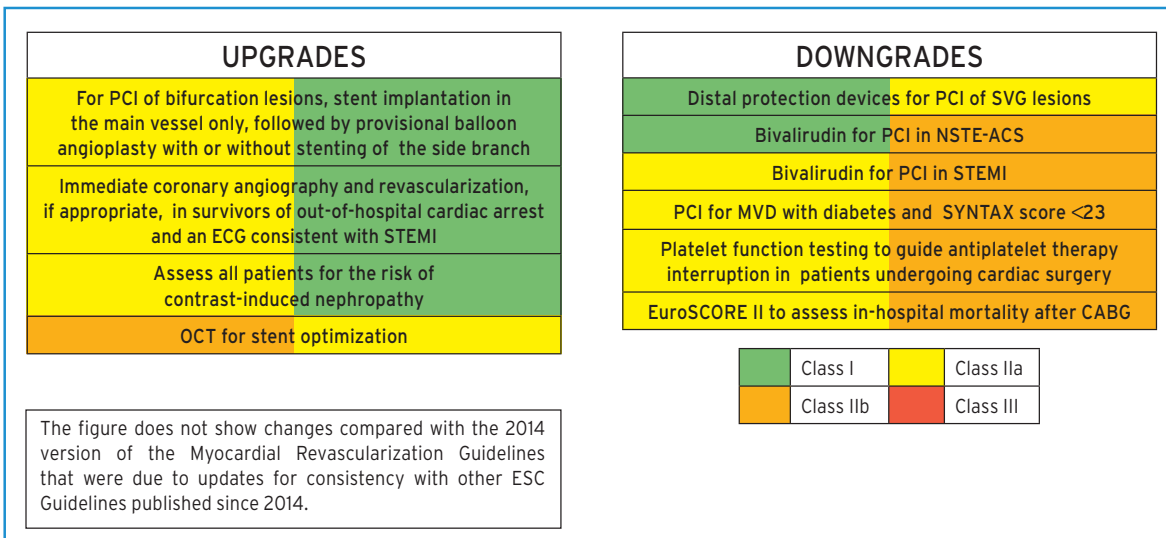 UPGRADES
For PCI of bifurcation lesions, stent implantation in
the main vessel only, followed by provisional balloon
angioplasty with or without stenting of the side branch
Immediate coronary angiography and revascularization,
if appropriate, in survivors of out-of-hospital cardiac arrest
and an ECG consistent with STEMI
Assess all patients for the risk of
contrast-induced nephropathy
OCT for stent optimization
The figure does not show changes compared with the 2014
version of the Myocardial Revascularization Guidelines
that were due to updates for consistency with other ESC
Guidelines published since 2014.
DOWNGRADES
Distal protection devices for PCI of SVG lesions
Bivalirudin for PCI in NSTE-ACS
Bivalirudin for PCI in STEMI
PCI for MVD with diabetes and SYNTAX score <23
Platelet function testing to guide antiplatelet therapy
interruption in patients undergoing cardiac surgery
EuroSCORE II to assess in-hospital mortality after CABG
Class I
Class IIa
Class IIb
Class III